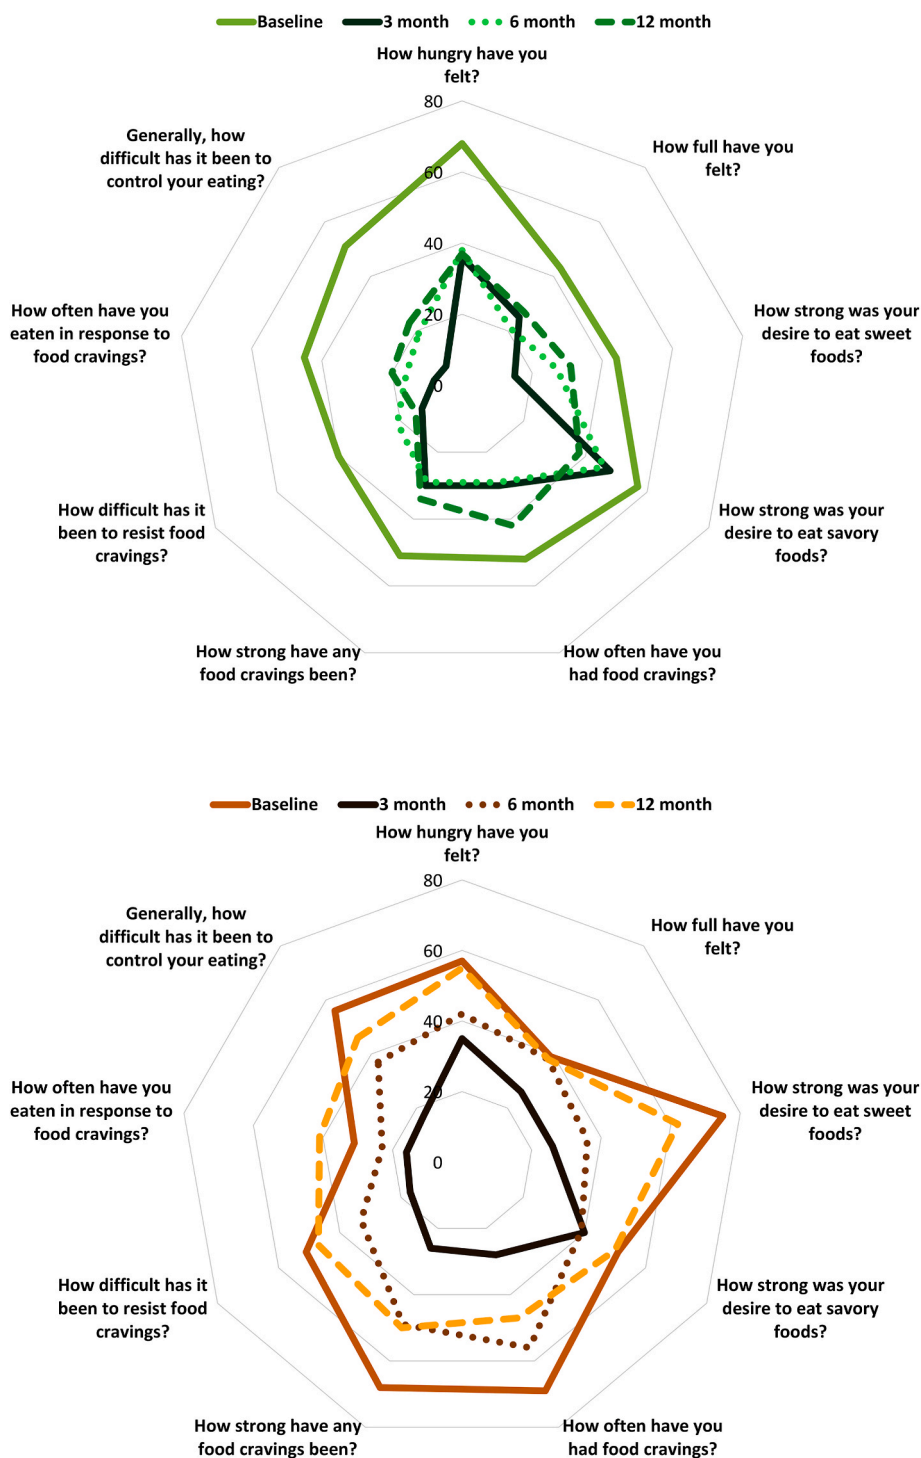 Baseline 3 month 6 month 12 month
How hungry have you
felt?
80
Generally, how
difficult has it been to
control your eating?
How full have you
felt?
60
40
How often have you
eaten in response to
food cravings?
How strong was your
desire to eat sweet
foods?
20
0
How difficult has it
been to resist food
cravings?
How strong was your
desire to eat savory
foods?
How strong have any
food cravings been?
How often have you
had food cravings?
Baseline 3 month 6 month 12 month
How hungry have you
felt?
80
Generally, how
difficult has it been to
control your eating?
How full have you
felt?
60
40
How often have you
eaten in response to
food cravings?
How strong was your
desire to eat sweet
foods?
20
0
How difficult has it
been to resist food
cravings?
How strong was your
desire to eat savory
foods?
How strong have any
food cravings been?
How often have you
had food cravings?